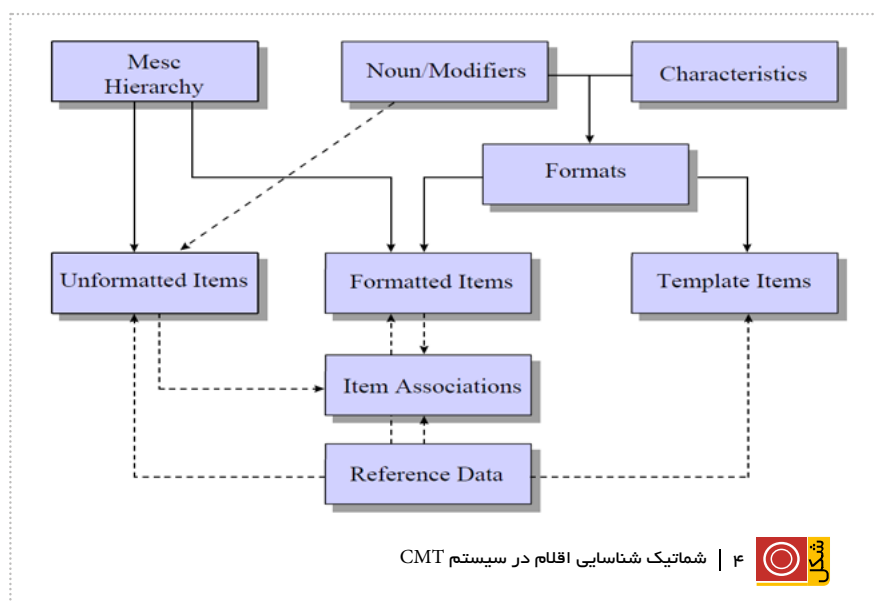 Mesc
Hierarchy
Noun/Modifiers
Characteristics
Formats
Unformatted Items
Formatted Items
Template Items
Item Associations
Reference Data
شکل
۴ | شماتیک شناسایی اقلام در سیستم CMT